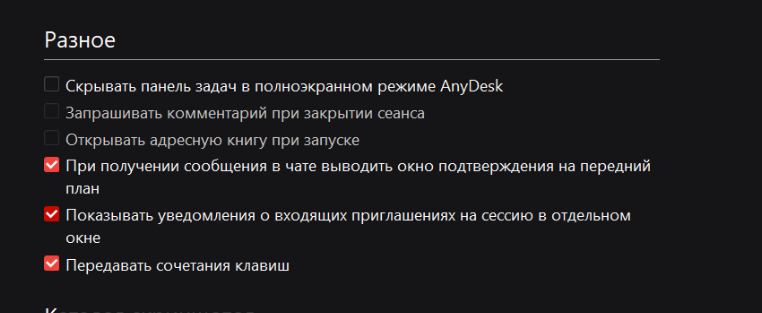 Разное
Скрывать панель задач в полноэкранном режиме AnyDesk
Запрашивать комментарий при закрытии сеанса
Открывать адресную книгу при запуске
При получении сообщения в чате выводить окно подтверждения на передний
план
Показывать уведомления о входящих приглашениях на сессию в отдельном
окне
Передавать сочетания клавиш